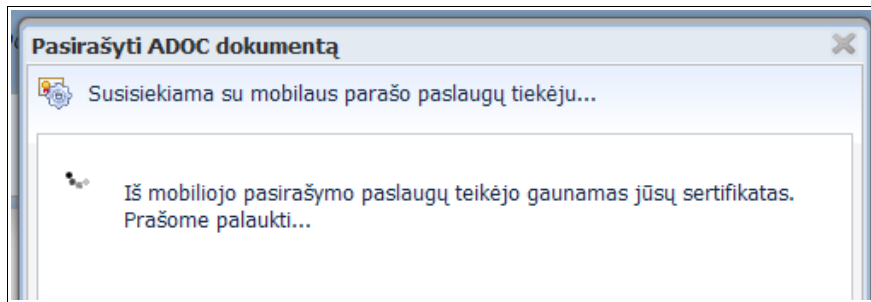 Pasirašyti ADOC dokumentą
Susisiekiama su mobilaus parašo paslaugų tiekėju...
Iš mobiliojo pasirašymo paslaugų teikėjo gaunamas jūsų sertifikatas.
Prašome palaukti...